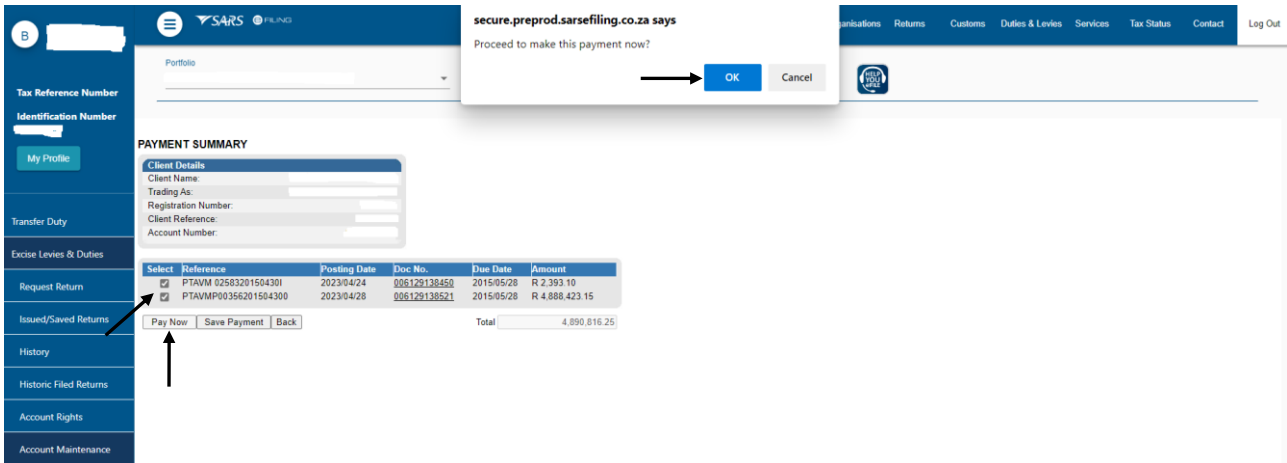 B
Tax Reference Number
Identification Number
My Profile
Transfer Duty
Excise Levies & Duties
Request Return
Issued/Saved Returns
History
Historic Filed Returns
Account Rights
Account Maintenance
SARS eFILING
secure.preprod.sarsefiling.co.za says
Proceed to make this payment now?
OK Cancel
Returns Customs Duties & Levies Services Tax Status Contact Log Out
Portfolio
HELP YOU eFILE
PAYMENT SUMMARY
Client Details
Client Name:
Trading As:
Registration Number:
Client Reference:
Account Number:
Select Reference Posting Date Doc No. Due Date Amount
PTAVM 0258320150430I 2023/04/24 006129138450 2015/05/28 R 2,393.10
PTAVMP00356201504300 2023/04/28 006129138521 2015/05/28 R 4,888,423.15
Pay Now Save Payment Back Total 4,890,816.25